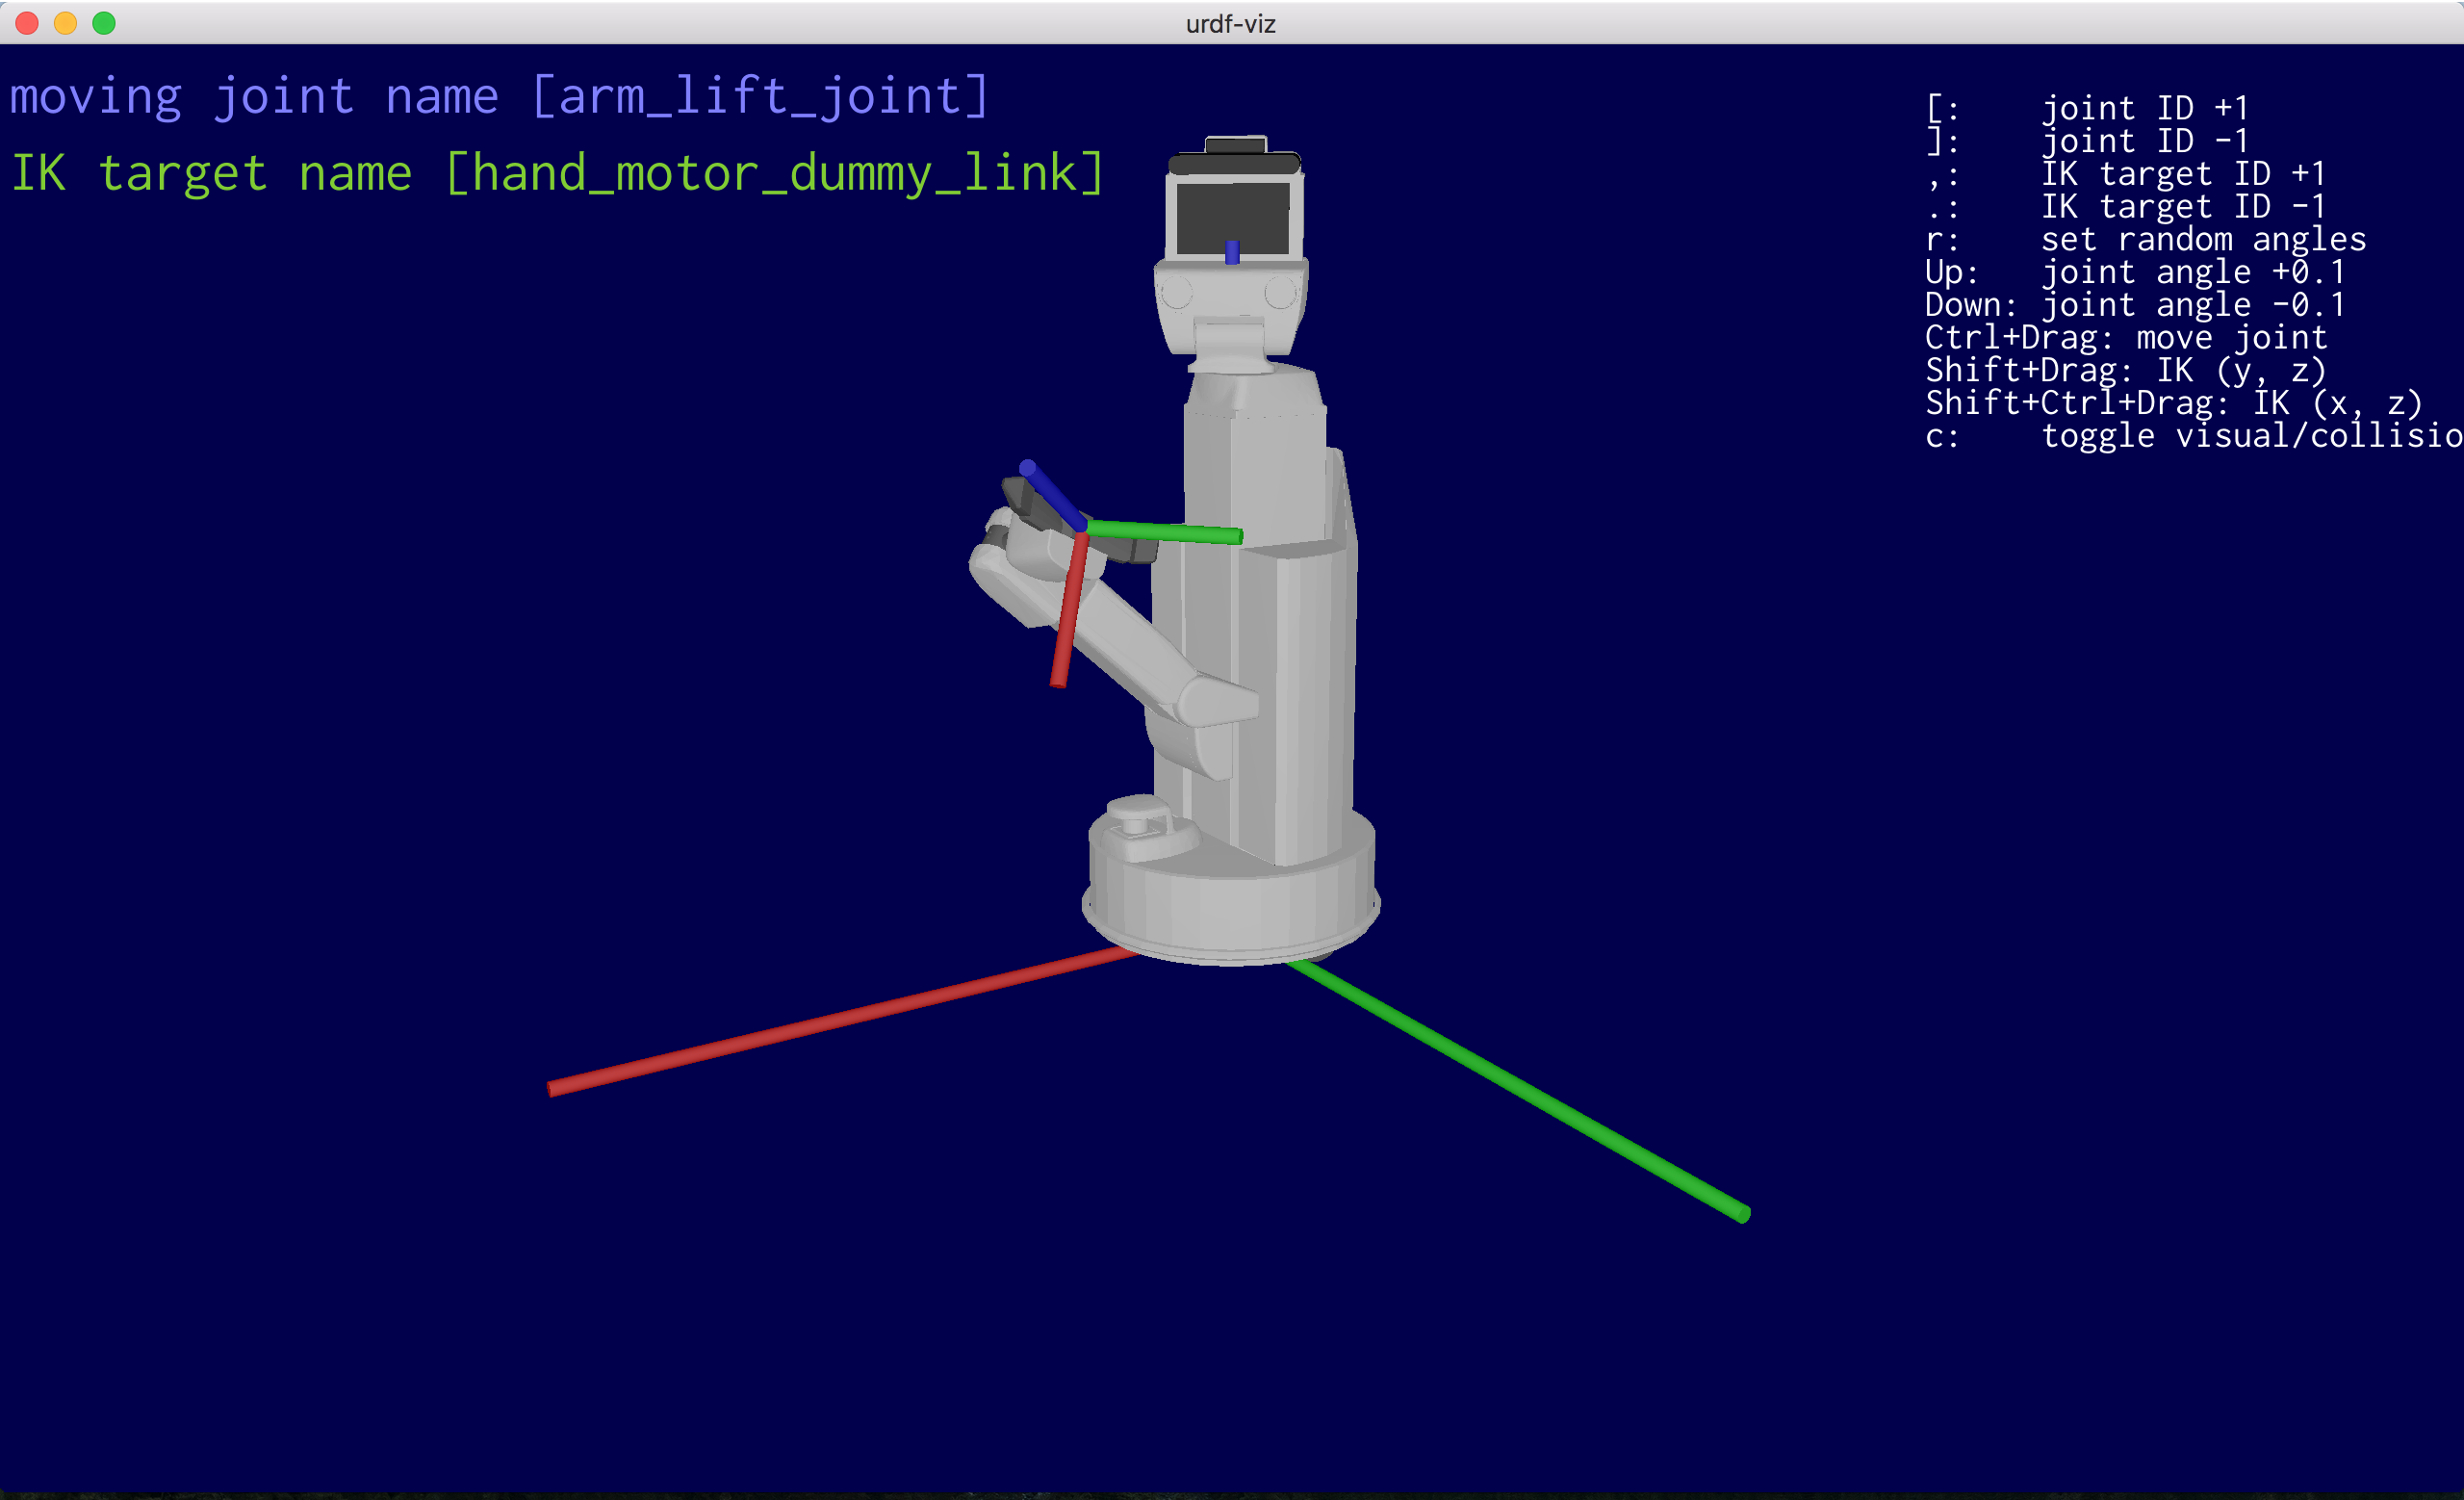 urdf-viz
moving joint name [arm_lift_joint]
IK target name [hand_motor_dummy_link]
[: joint ID +1
]: joint ID -1
,: IK target ID +1
.: IK target ID -1
r: set random angles
Up: joint angle +0.1
Down: joint angle -0.1
Ctrl+Drag: move joint
Shift+Drag: IK (y, z)
Shift+Ctrl+Drag: IK (x, z)
c: toggle visual/collisio